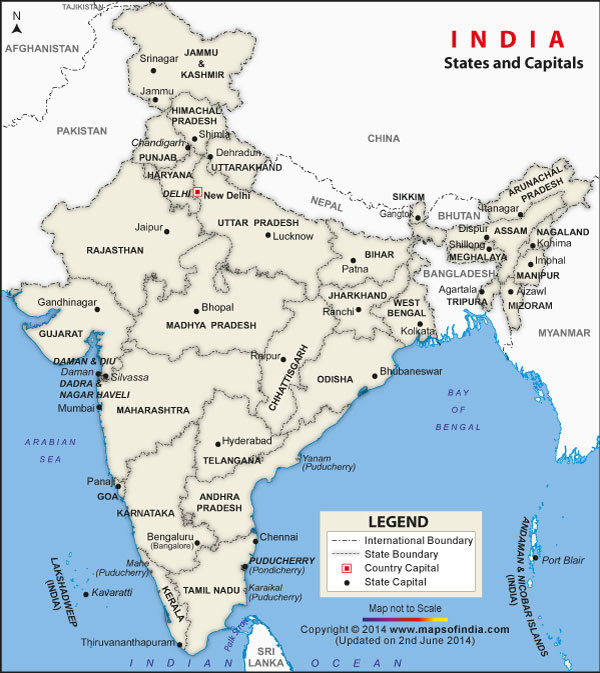 TAJIKISTAN
N
AFGHANISTAN
INDIA
States and Capitals
JAMMU
&
KASHMIR
Srinagar
Jammu
HIMACHAL
PRADESH
Shimla
PAKISTAN
CHINA
Chandigarh
PUNJAB
Dehradun
UTTARAKHAND
HARYANA
DELHI
New Delhi
ARUNACHAL
PRADESH
NEPAL
SIKKIM
Gangtok
BHUTAN
Itanagar
Jaipur
RAJASTHAN
UTTAR PRADESH
Lucknow
Dispur
ASSAM
NAGALAND
Kohima
Shillong
MEGHALAYA
BIHAR
Patna
Imphal
MANIPUR
BANGLADESH
Agartala
TRIPURA
Aizawl
MIZORAM
Gandhinagar
GUJARAT
Bhopal
MADHYA PRADESH
JHARKHAND
Ranchi
WEST
BENGAL
Kolkata
MYANMAR
DAMAN & DIU
Daman
Silvassa
DADRA &
NAGAR HAVELI
Mumbai
MAHARASHTRA
Raipur
CHHATTISGARH
ODISHA
Bhubaneswar
BAY
OF
BENGAL
ARABIAN
SEA
Hyderabad
TELANGANA
Yanam
(Puducherry)
Panaji
GOA
KARNATAKA
ANDHRA
PRADESH
Bengaluru
(Bangalore)
Chennai
LEGEND
International Boundary
State Boundary
Country Capital
State Capital
Mahe
(Puducherry)
PUDUCHERRY
(Pondicherry)
Karaikal
(Puducherry)
TAMIL NADU
KERALA
LAKSHADWEEP
(INDIA)
Kavaratti
ANDAMAN & NICOBAR ISLANDS
(INDIA)
Port Blair
Map not to Scale
Copyright © 2014 www.mapsofindia.com
(Updated on 2nd June 2014)
Thiruvananthapuram
Palk Strait
SRI
LANKA
INDIAN OCEAN